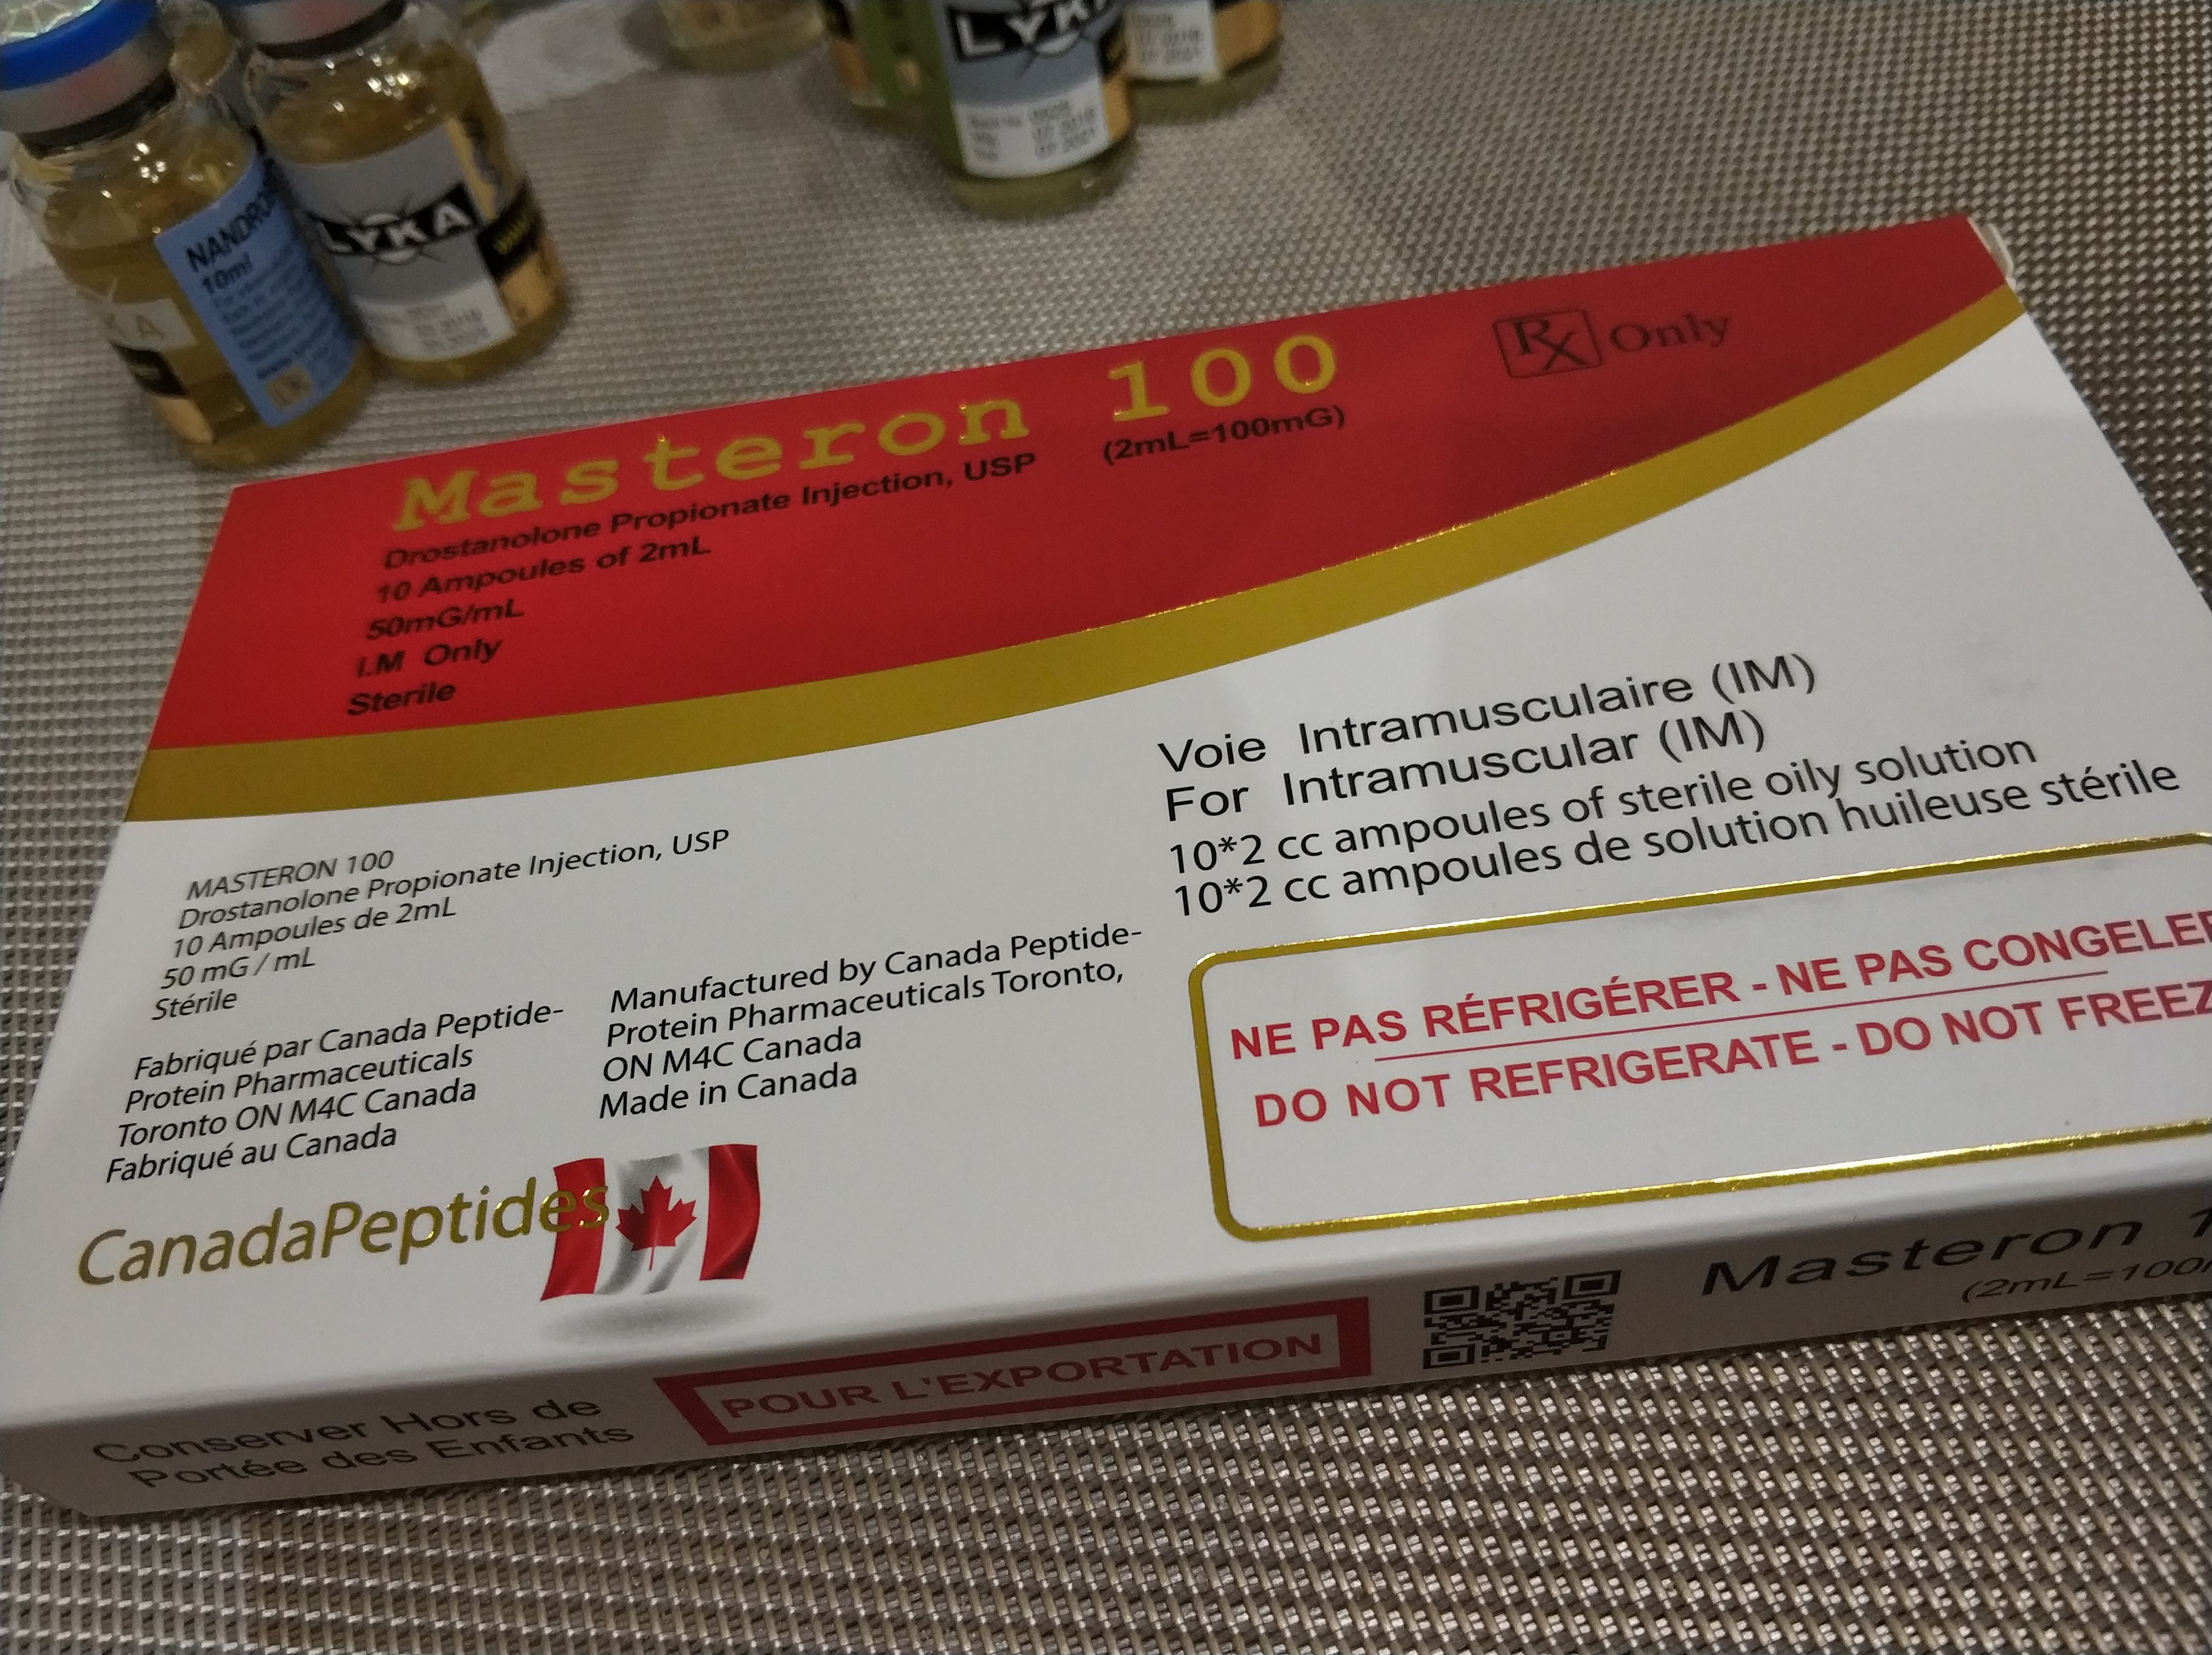 LYKA
NANDRO
10ml
LYKA
KA
Masteron 100
Rx Only
Drostanolone Propionate Injection, USP
(2mL=100mG)
10 Ampoules of 2mL
50mG/mL
I.M Only
Sterile
Voie Intramusculaire (IM)
For Intramuscular (IM)
10*2 cc ampoules of sterile oily solution
10*2 cc ampoules de solution huileuse stérile
MASTERON 100
Drostanolone Propionate Injection, USP
10 Ampoules de 2mL
50 mG / mL
Stérile
Fabriqué par Canada Peptide-
Protein Pharmaceuticals
Toronto ON M4C Canada
Fabriqué au Canada
Manufactured by Canada Peptide-
Protein Pharmaceuticals Toronto,
ON M4C Canada
Made in Canada
NE PAS RÉFRIGÉRER - NE PAS CONGELER
DO NOT REFRIGERATE - DO NOT FREEZ
CanadaPeptides
Conserver Hors de
Portée des Enfants
POUR L'EXPORTATION
Masteron 1
(2mL=100